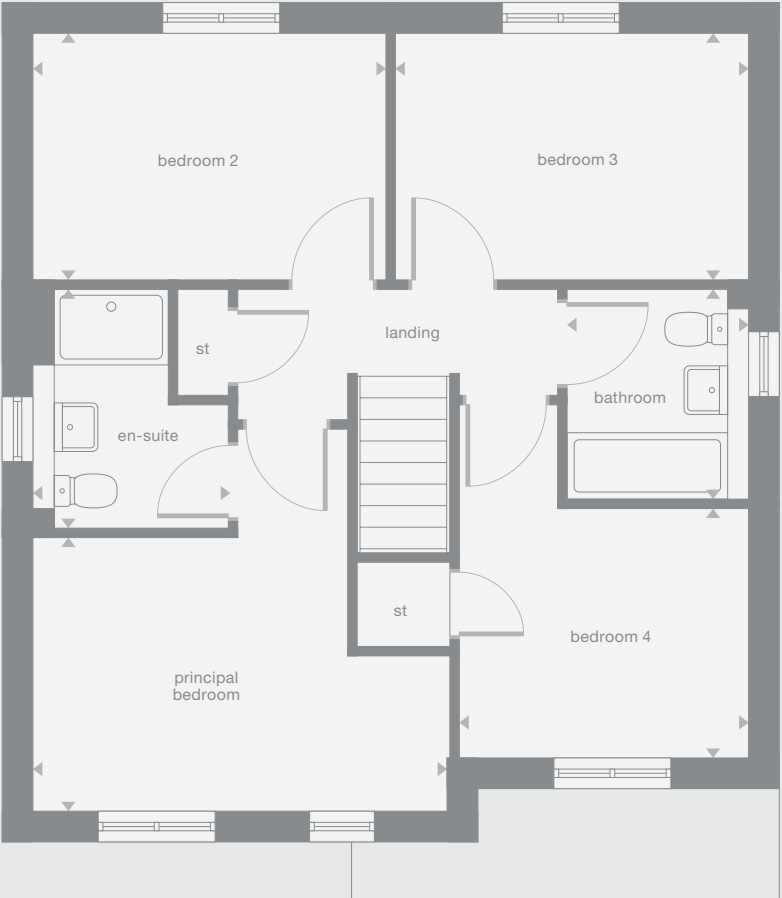 bedroom 2
bedroom 3
landing
st
bathroom
en-suite
st
bedroom 4
principal
bedroom